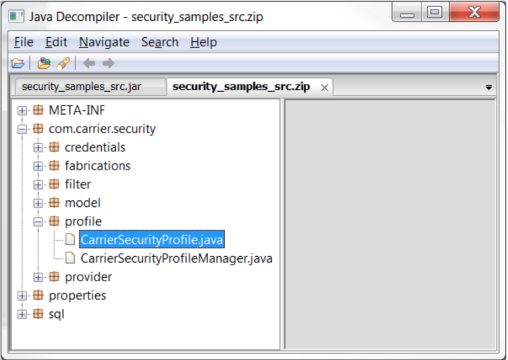 Java Decompiler - security_samples_src.zip
File Edit Navigate Search Help
security_samples_src.jar security_samples_src.zip
META-INF
com.carrier.security
credentials
fabrications
filter
model
profile
CarrierSecurityProfile.java
CarrierSecurityProfileManager.java
provider
properties
sql